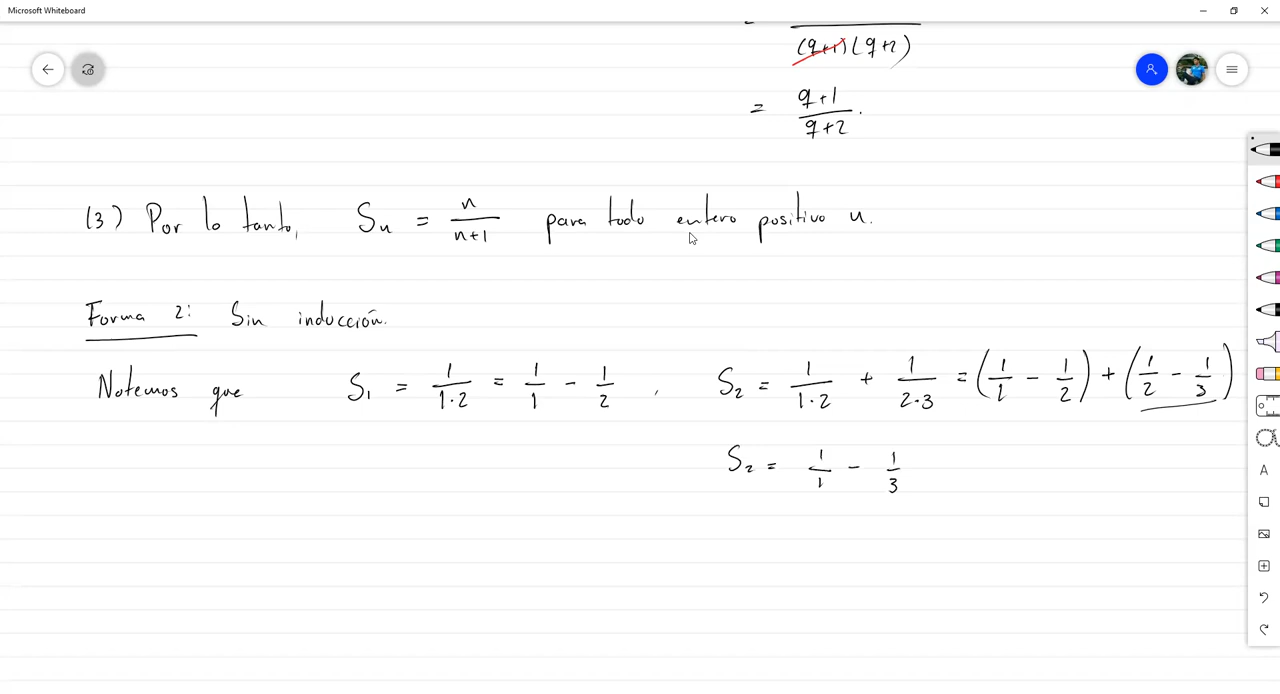 Microsoft Whiteboard
(q+1)(q+2)
= q+1/q+2.
(3) Por lo tanto, Sn = n/n+1 para todo entero positivo n.
Forma 2: Sin inducción.
Notemos que S1 = 1/1·2 = 1/1 - 1/2 , S2 = 1/1·2 + 1/2·3 = (1/1 - 1/2) + (1/2 - 1/3)
S2 = 1/1 - 1/3